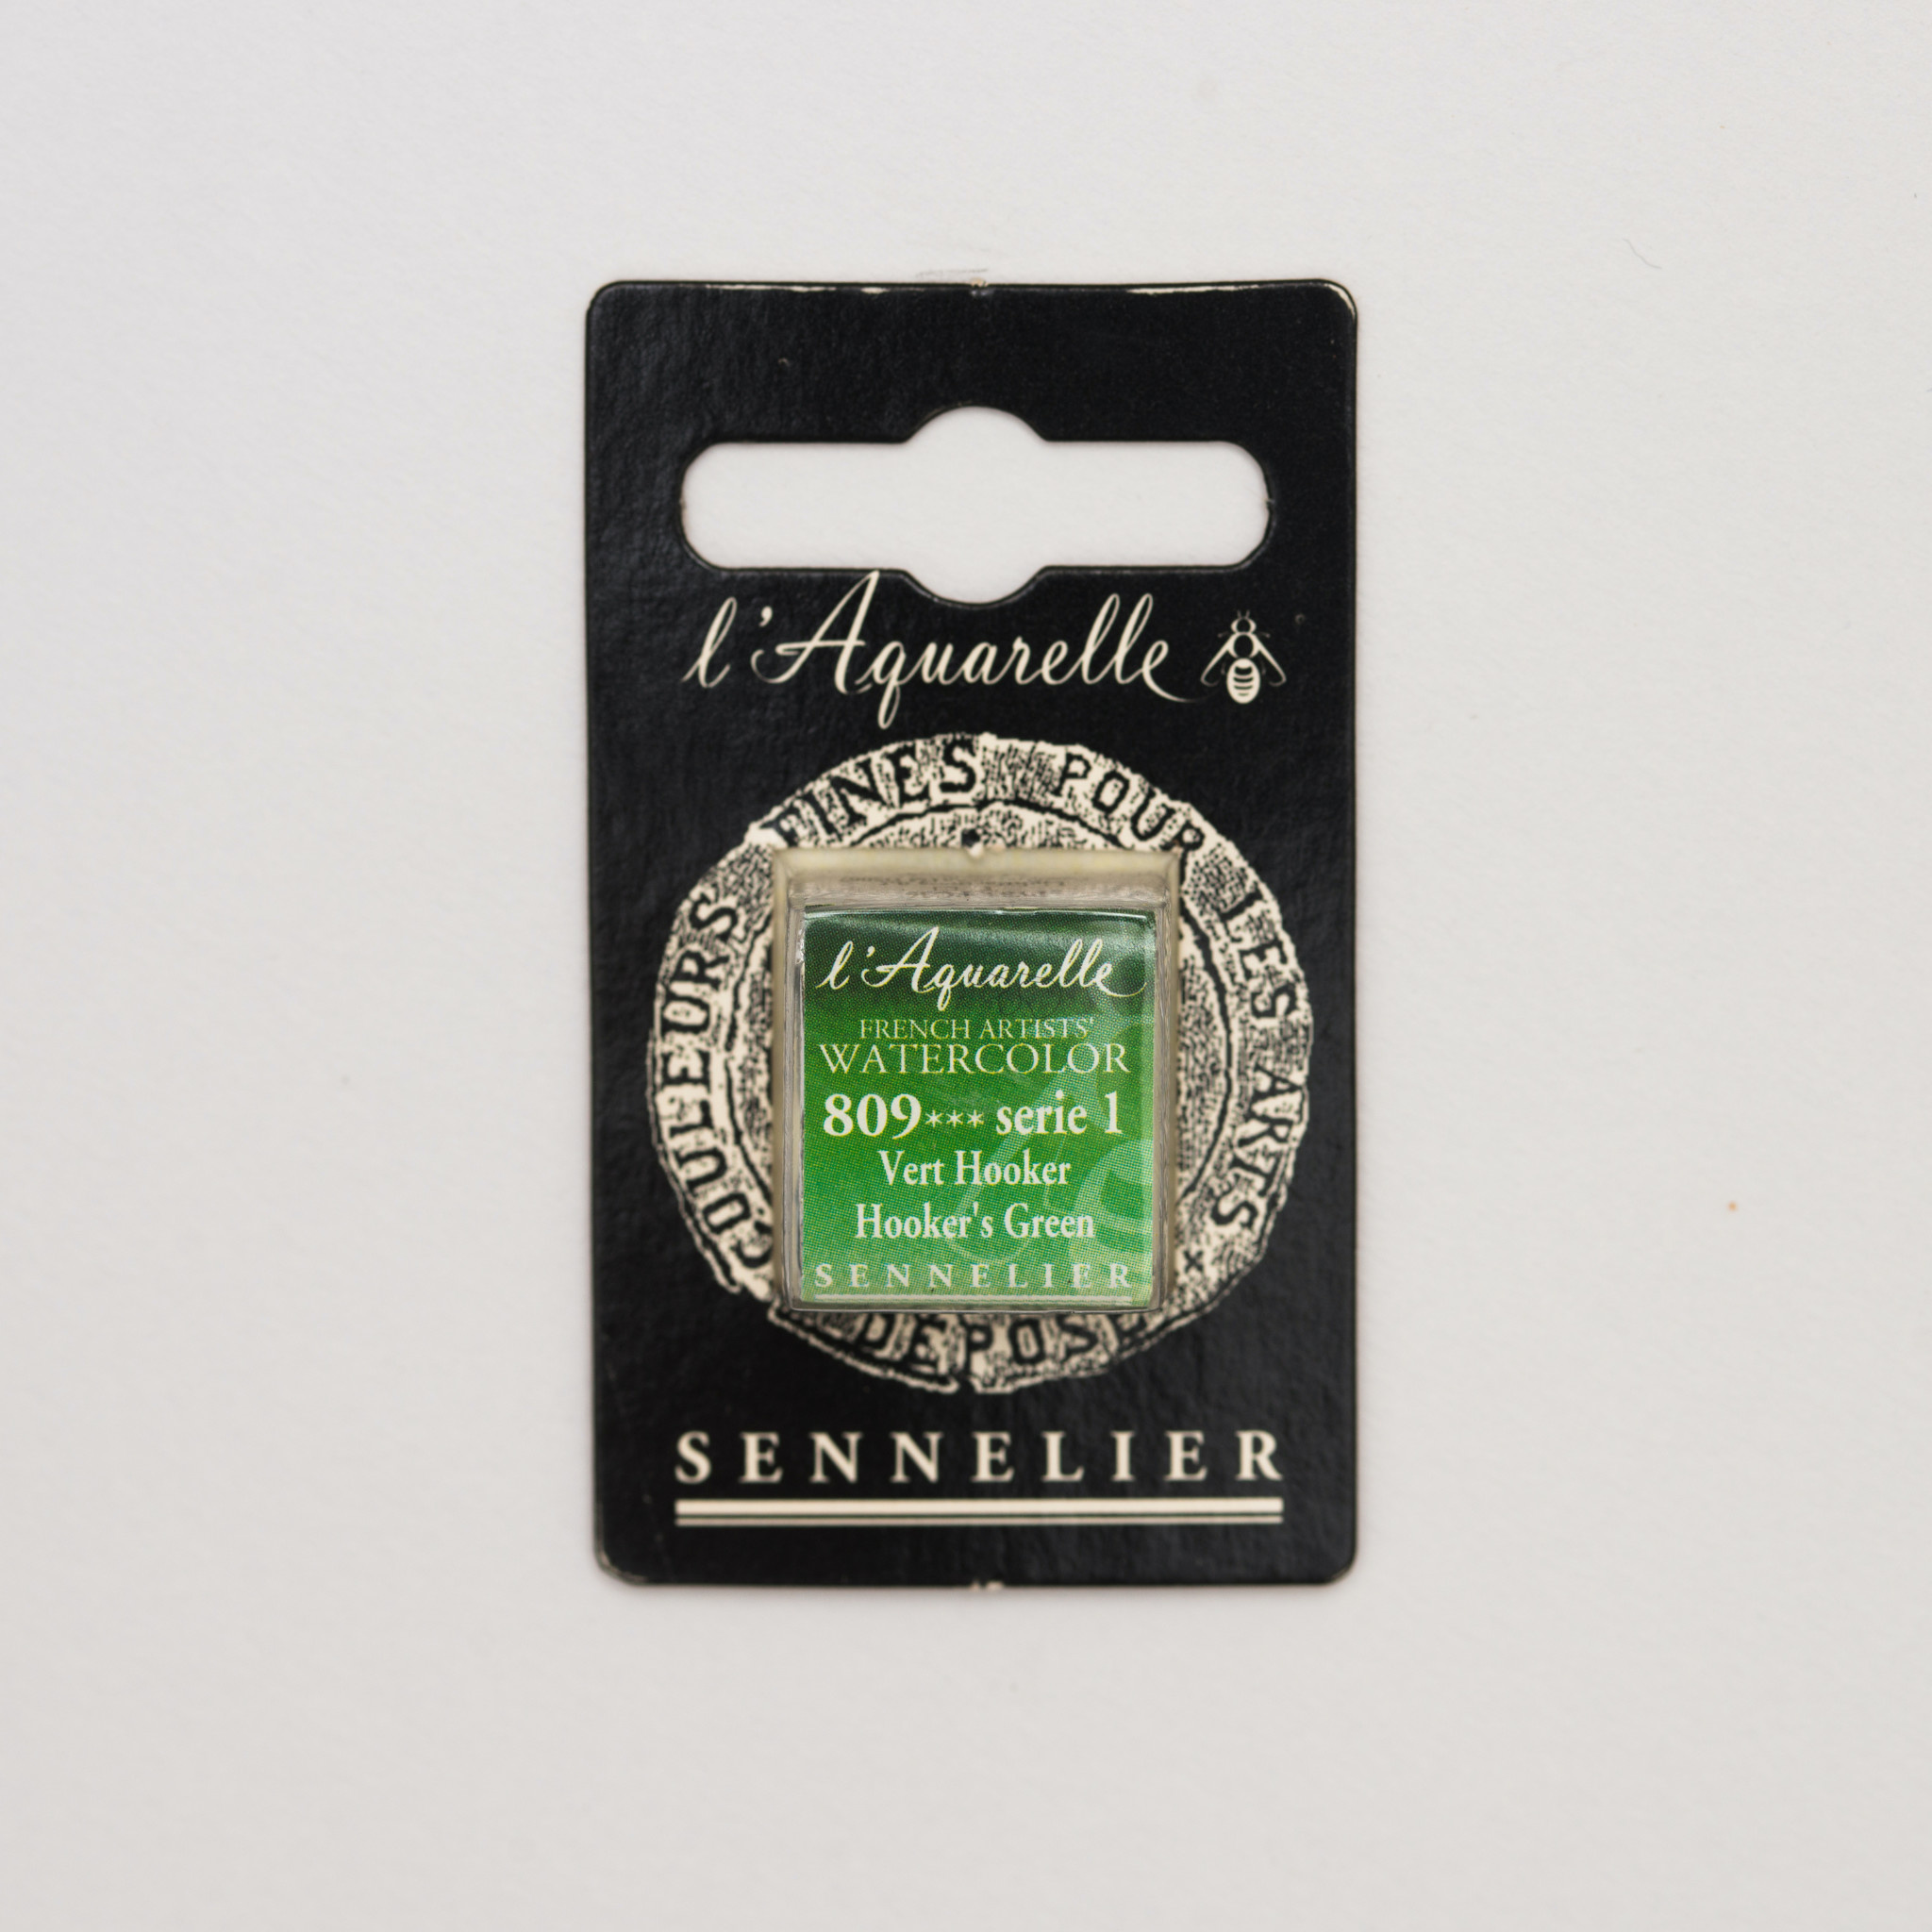 l'Aquarelle
COULEURS FINES POUR LES ARTS
l'Aquarelle
FRENCH ARTISTS'
WATERCOLOR
809*** serie 1
Vert Hooker
Hooker's Green
SENNELIER
SENNELIER